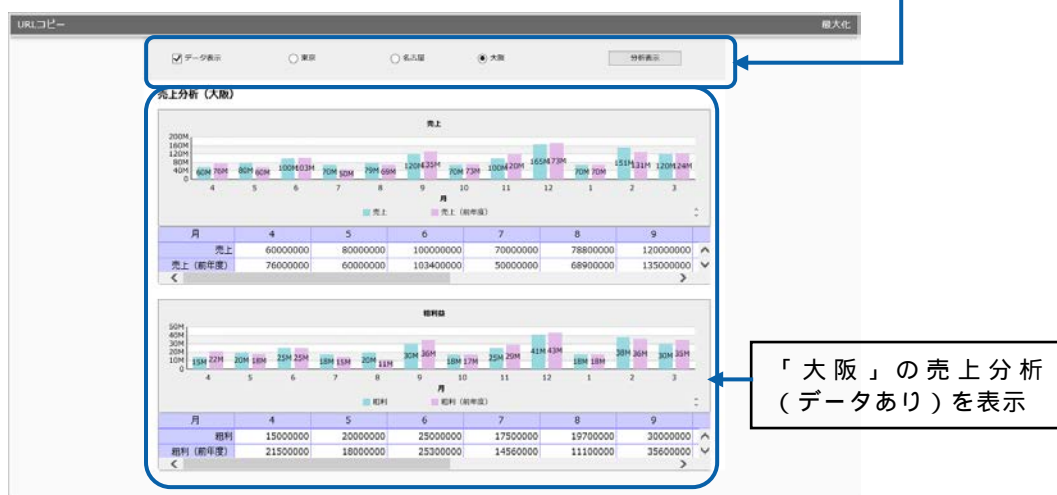 URLコピー 最大化
データ表示 東京 名古屋 大阪 分析表示
売上分析（大阪）
売上
200M
160M
120M
80M
40M
0
60M 76M 80M 60M 100M 103M 70M 50M 79M 69M 120M 135M 70M 73M 100M 120M 165M 173M 70M 70M 151M 131M 120M 124M
4 5 6 7 8 9 10 11 12 1 2 3
月
売上 売上（前年度）
月 4 5 6 7 8 9
売上 60000000 80000000 100000000 70000000 78800000 120000000
売上（前年度） 76000000 60000000 103400000 50000000 68900000 135000000
粗利益
50M
40M
30M
20M
10M
0
15M 22M 20M 18M 25M 25M 18M 15M 20M 11M 30M 36M 18M 17M 25M 29M 41M 43M 18M 18M 38M 36M 30M 35M
4 5 6 7 8 9 10 11 12 1 2 3
月
粗利 粗利（前年度）
月 4 5 6 7 8 9
粗利 15000000 20000000 25000000 17500000 19700000 30000000
粗利（前年度） 21500000 18000000 25300000 14560000 11100000 35600000
「大阪」の売上分析
（データあり）を表示